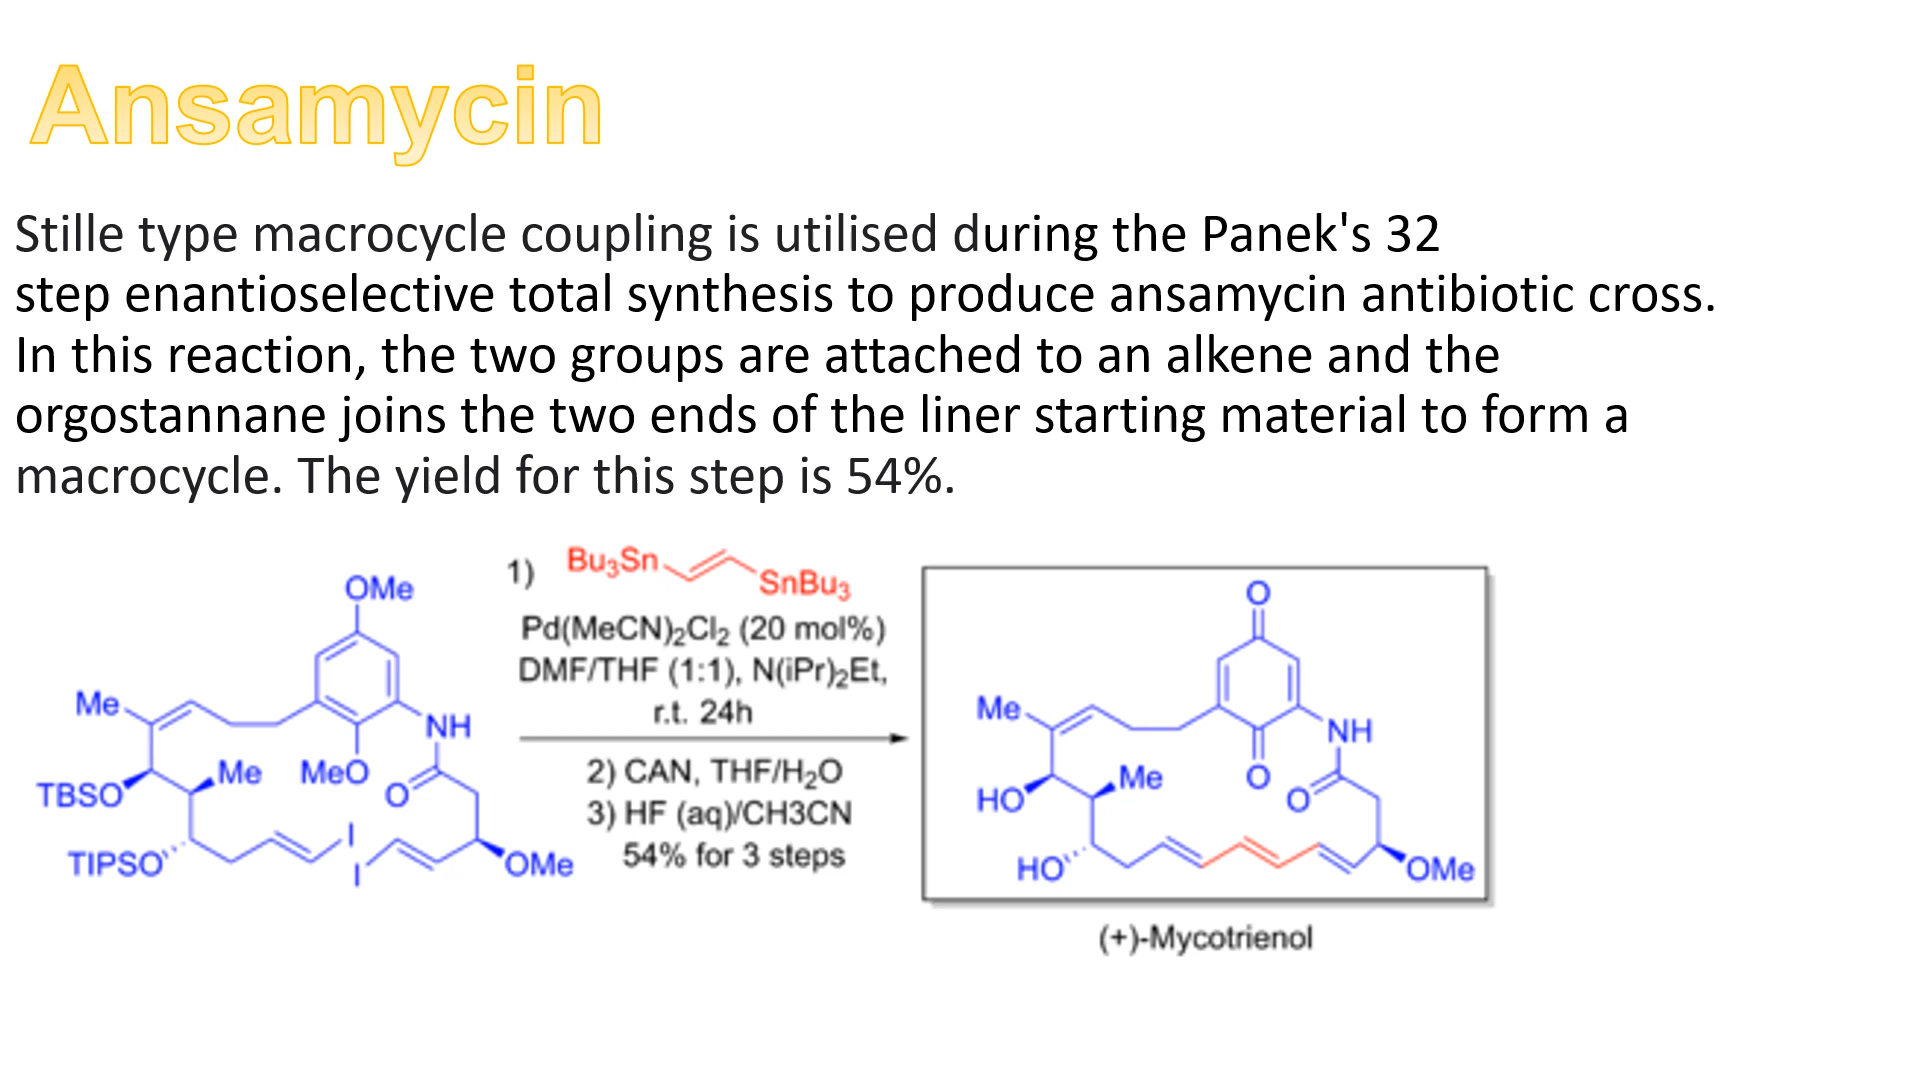 Ansamycin
Stille type macrocycle coupling is utilised during the Panek's 32
step enantioselective total synthesis to produce ansamycin antibiotic cross.
In this reaction, the two groups are attached to an alkene and the
orgostannane joins the two ends of the liner starting material to form a
macrocycle. The yield for this step is 54%.
1) Bu₃Sn SnBu₃
Pd(MeCN)₂Cl₂ (20 mol%)
DMF/THF (1:1), N(iPr)₂Et,
r.t. 24h
2) CAN, THF/H₂O
3) HF (aq)/CH3CN
54% for 3 steps
OMe
Me
NH
TBSO
Me
MeO
O
I
I
TIPSO
OMe
O
Me
NH
O
Me
HO
O
HO
OMe
(+)-Mycotrienol